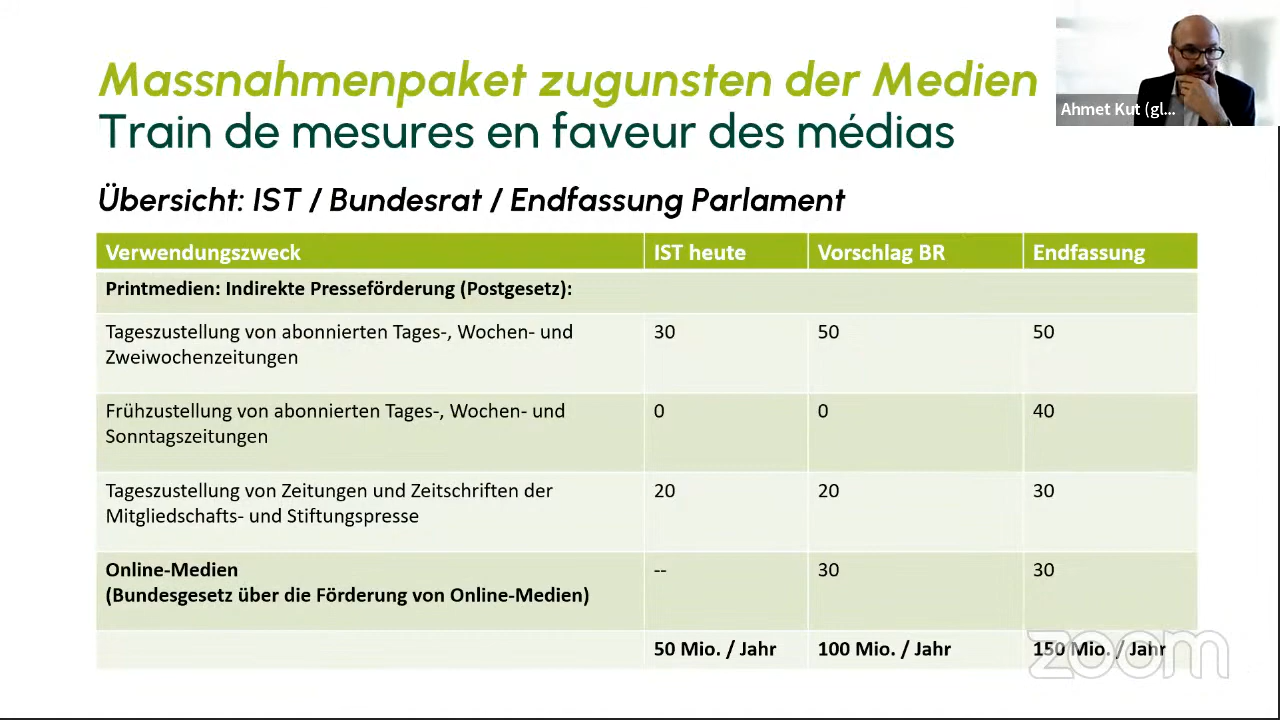 Massnahmenpaket zugunsten der Medien
Train de mesures en faveur des médias
Ahmet Kut (gl...
Übersicht: IST / Bundesrat / Endfassung Parlament
Verwendungszweck IST heute Vorschlag BR Endfassung
Printmedien: Indirekte Presseförderung (Postgesetz):
Tageszustellung von abonnierten Tages-, Wochen- und 30 50 50
Zweiwochenzeitungen
Frühzustellung von abonnierten Tages-, Wochen- und 0 0 40
Sonntagszeitungen
Tageszustellung von Zeitungen und Zeitschriften der 20 20 30
Mitgliedschafts- und Stiftungspresse
Online-Medien -- 30 30
(Bundesgesetz über die Förderung von Online-Medien)
50 Mio. / Jahr 100 Mio. / Jahr 150 Mio. / Jahr
zoom